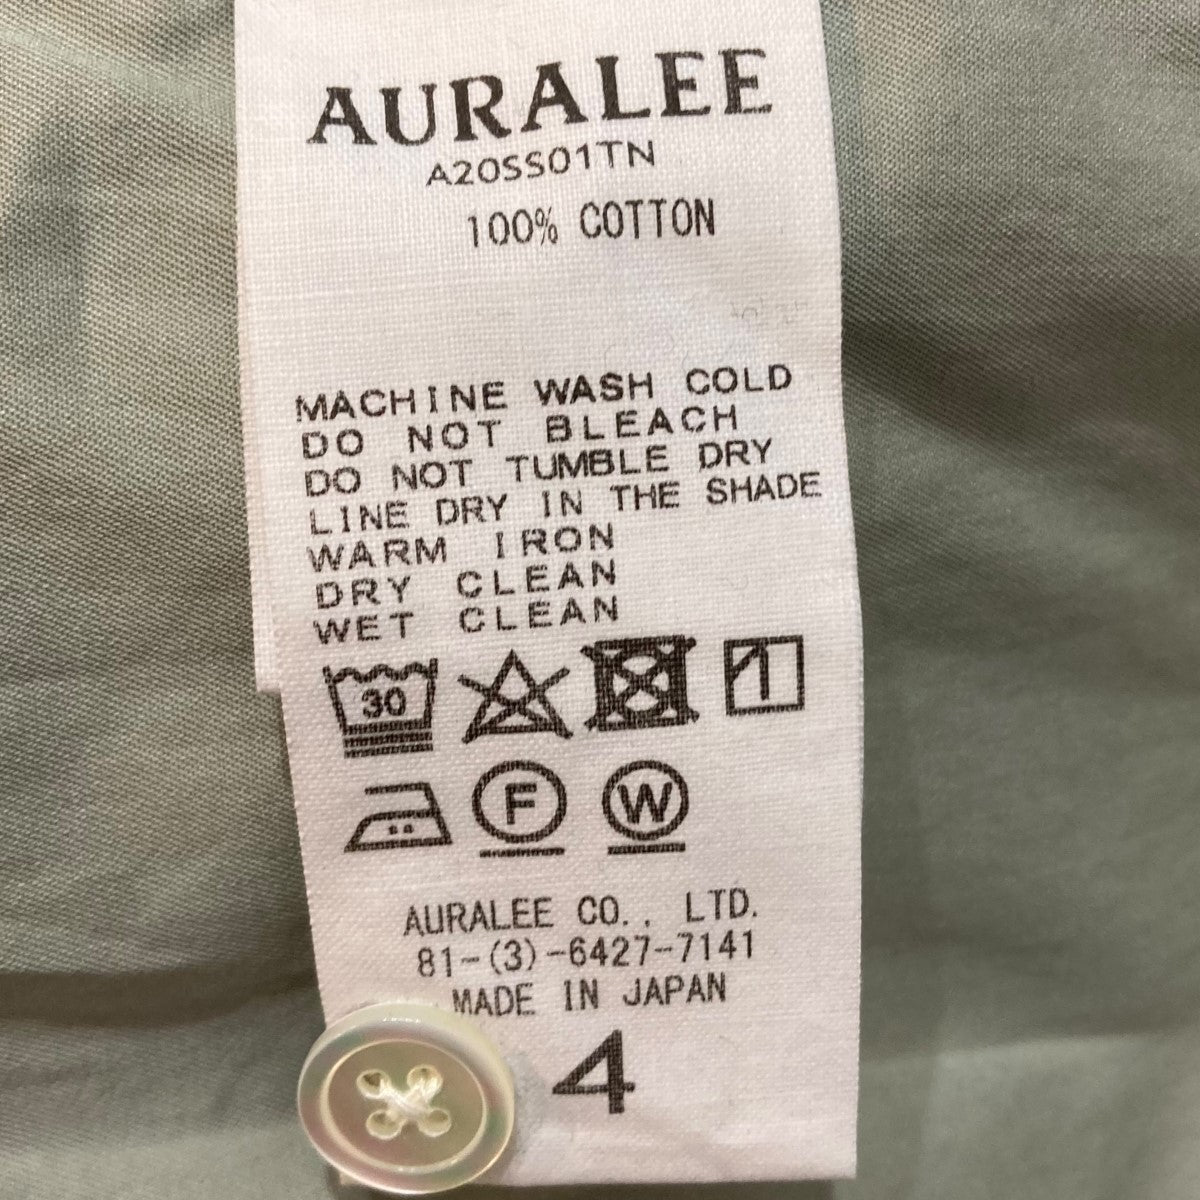 AURALEE
A20SS01TN
100% COTTON
MACHINE WASH COLD
DO NOT BLEACH
DO NOT TUMBLE DRY
LINE DRY IN THE SHADE
WARM IRON
DRY CLEAN
WET CLEAN
30
F W
AURALEE CO., LTD.
81-(3)-6427-7141
MADE IN JAPAN
4